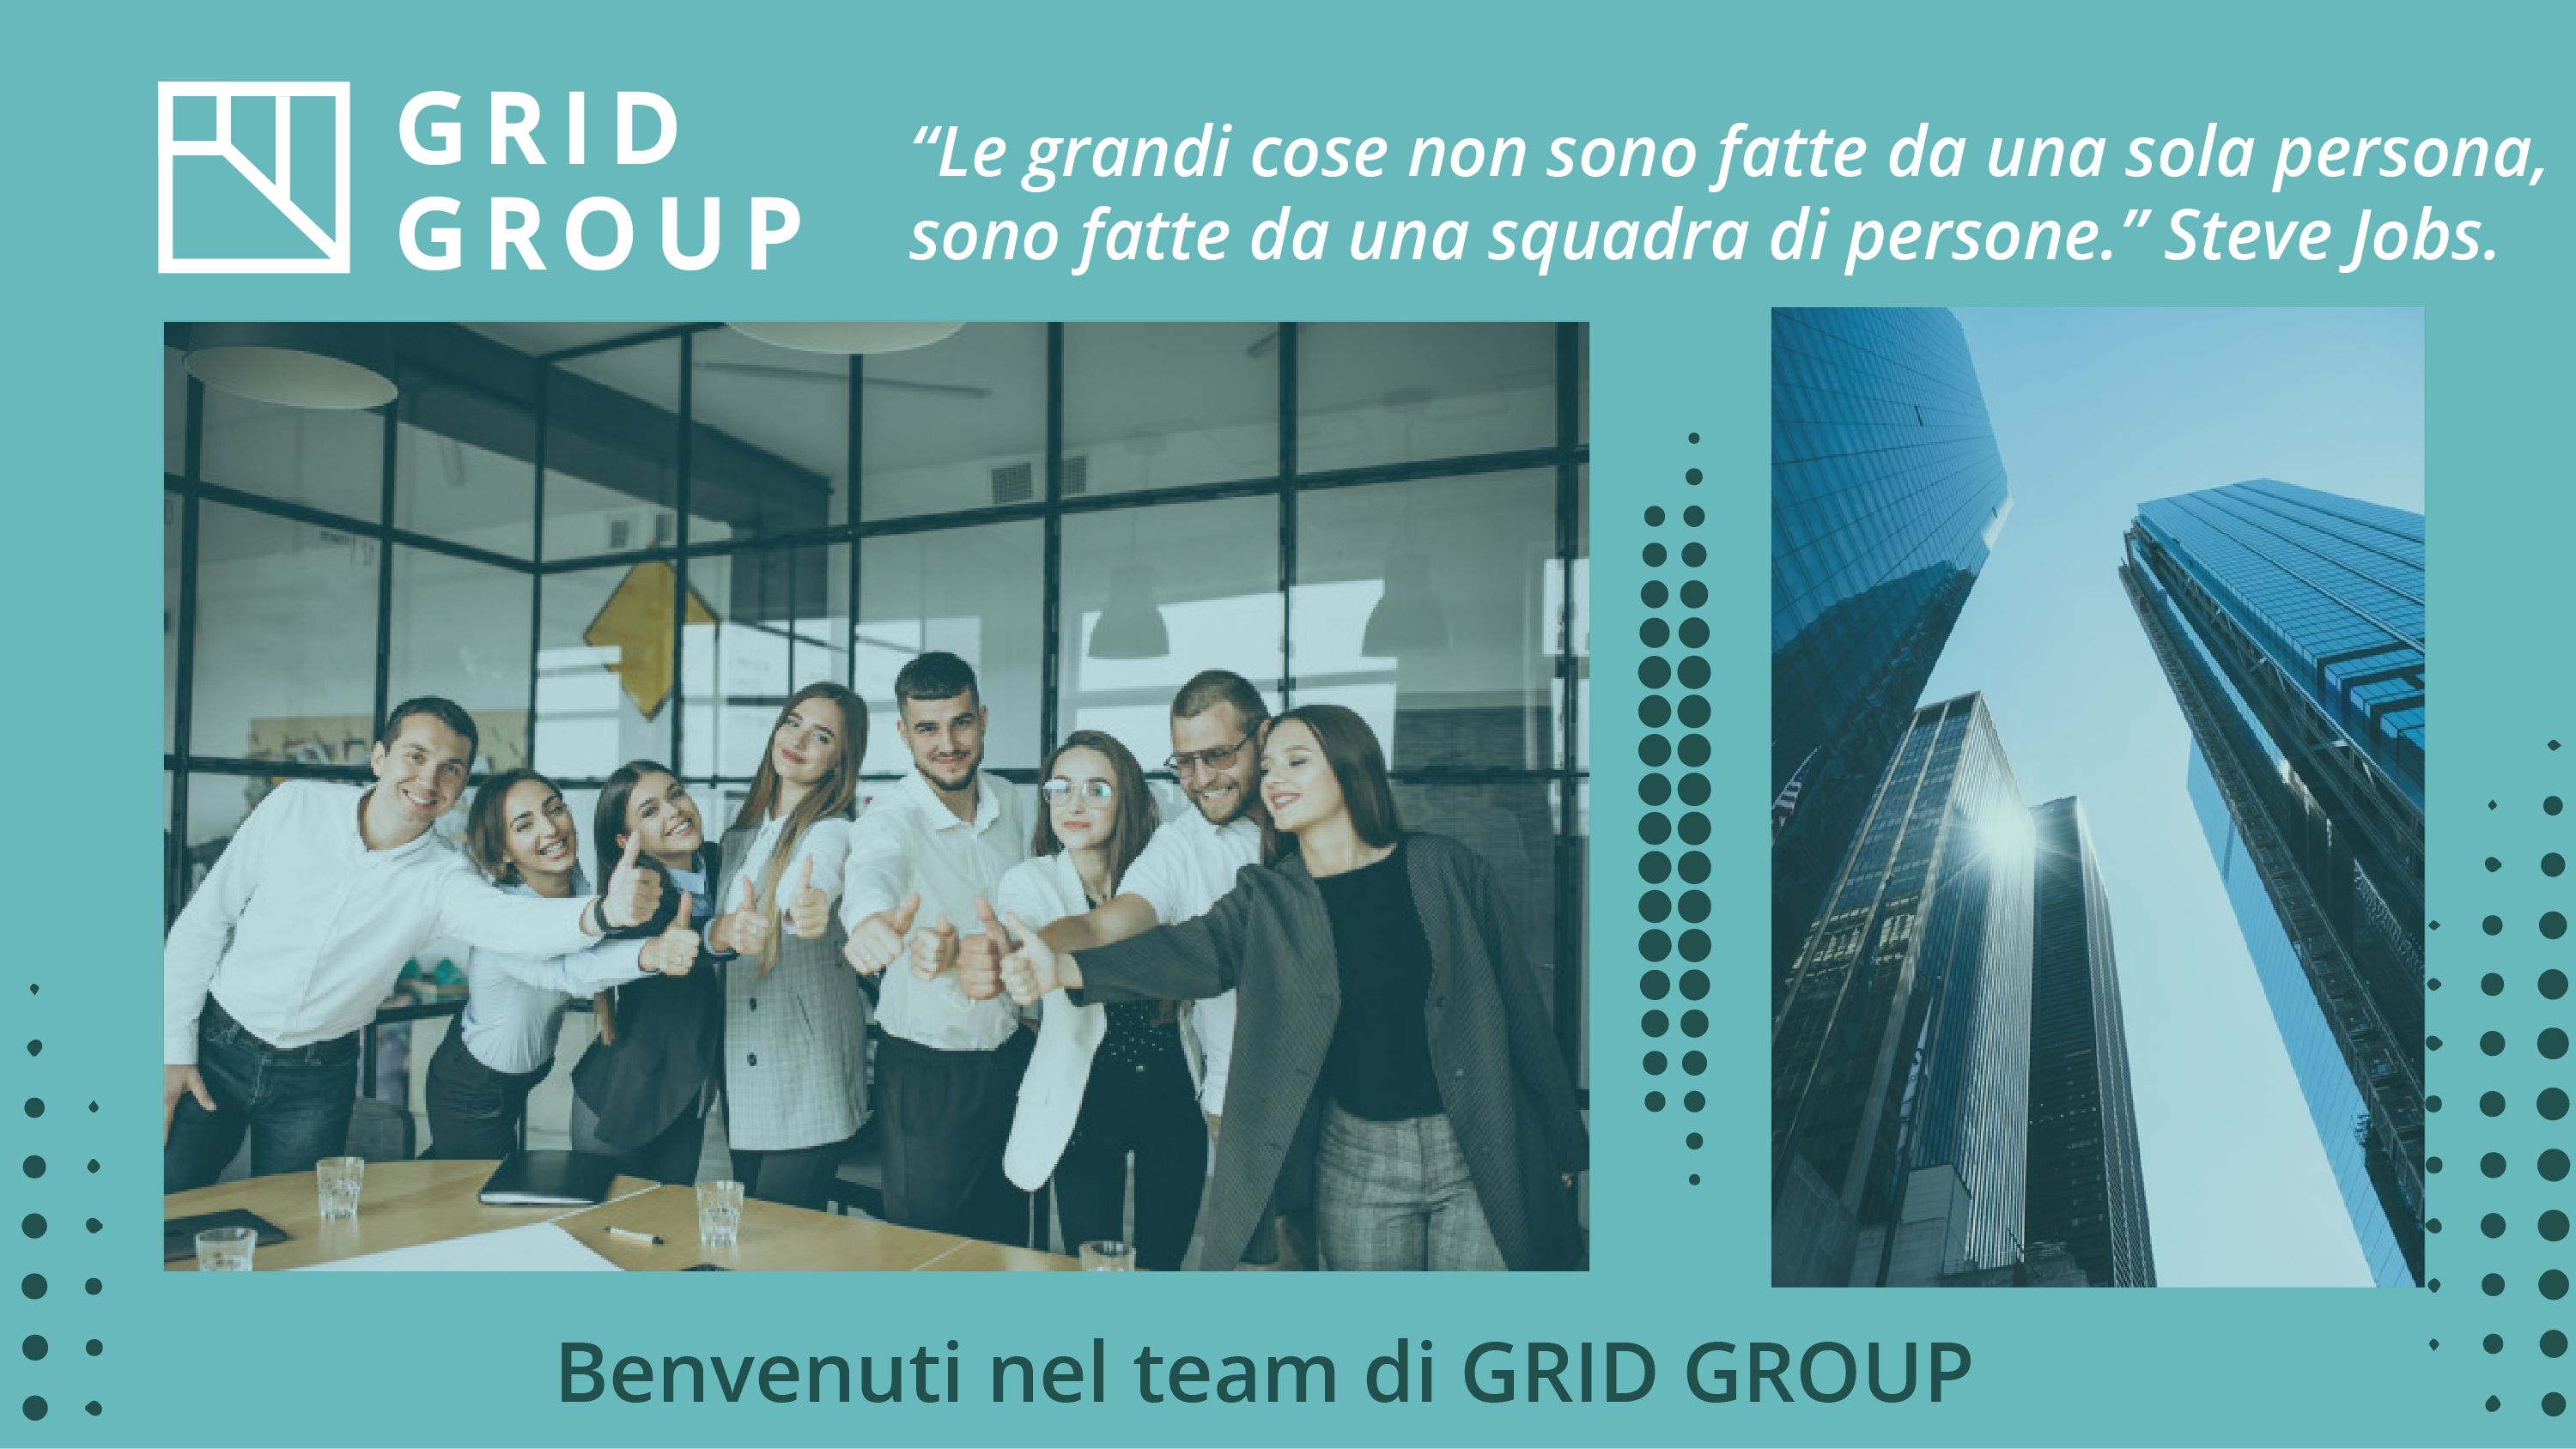 GRID
GROUP
“Le grandi cose non sono fatte da una sola persona,
sono fatte da una squadra di persone.” Steve Jobs.
Benvenuti nel team di GRID GROUP